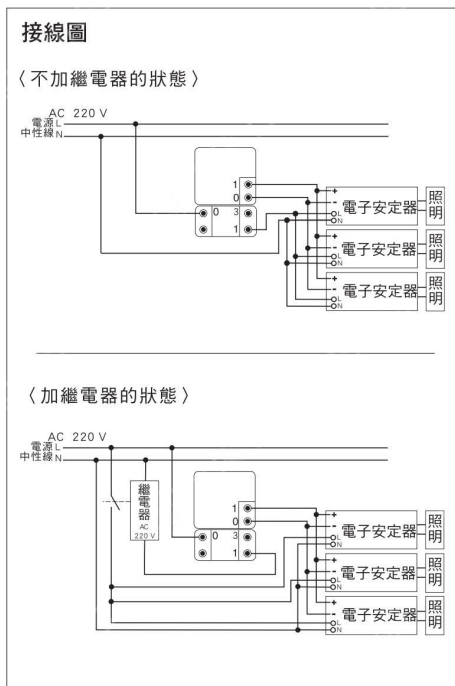 接線圖
〈不加繼電器的狀態〉
AC 220 V
電源 L
中性線 N
1
0
0 3
1
+
- 電子安定器 照明
L
N
+
- 電子安定器 照明
L
N
+
- 電子安定器 照明
L
N
〈加繼電器的狀態〉
AC 220 V
電源 L
中性線 N
繼電器
AC
220 V
1
0
0 3
1
+
- 電子安定器 照明
L
N
+
- 電子安定器 照明
L
N
+
- 電子安定器 照明
L
N